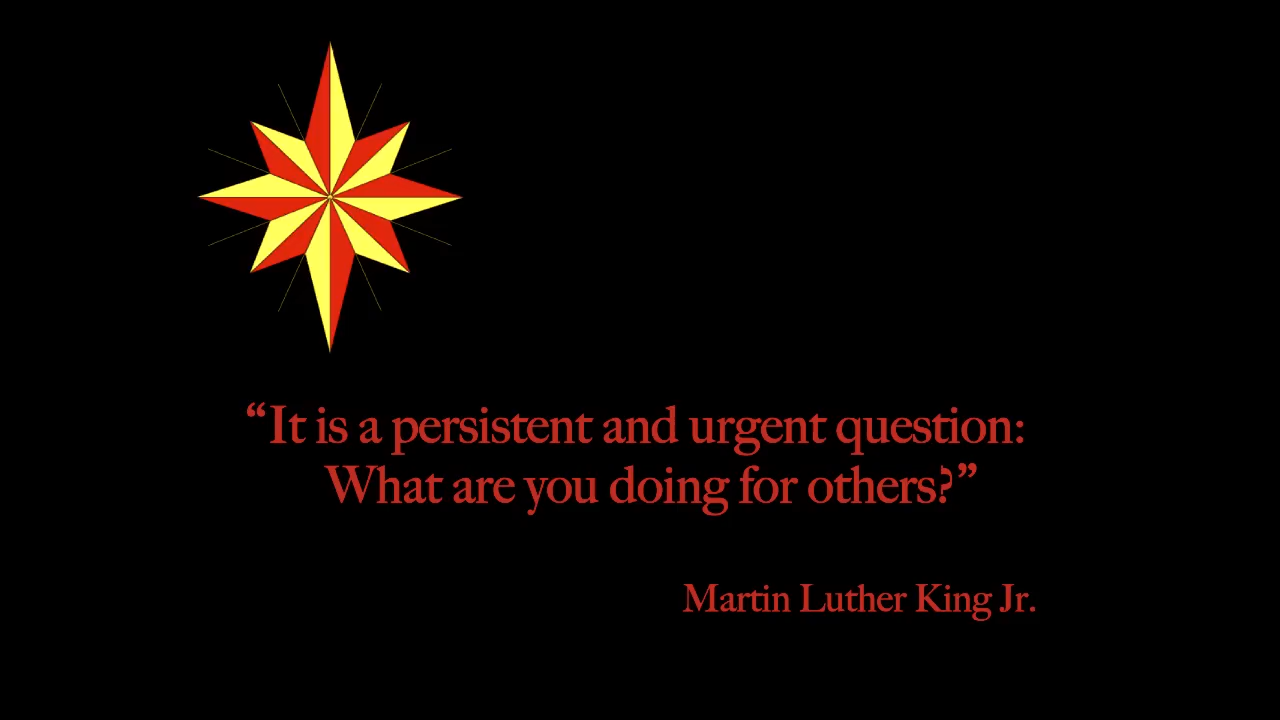 “It is a persistent and urgent question:
What are you doing for others?”
Martin Luther King Jr.